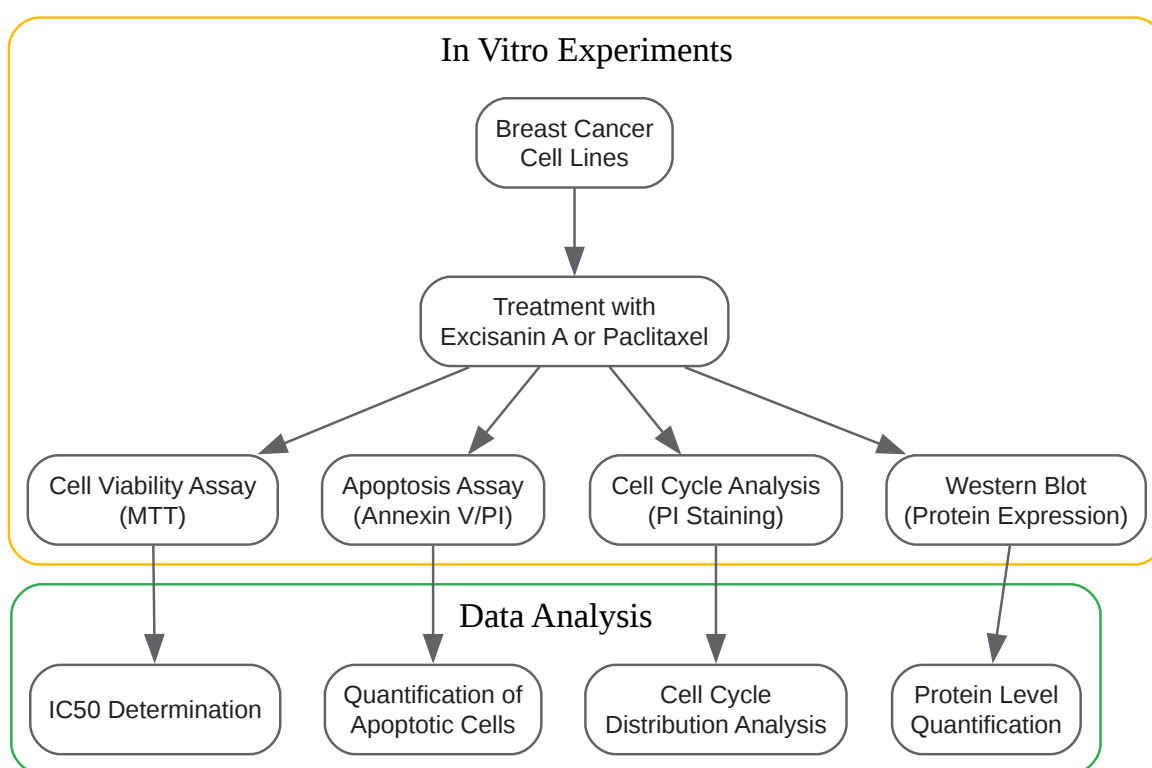 In Vitro Experiments
Breast Cancer
Cell Lines
Treatment with
Excisanin A or Paclitaxel
Cell Viability Assay
(MTT)
Apoptosis Assay
(Annexin V/PI)
Cell Cycle Analysis
(PI Staining)
Western Blot
(Protein Expression)
Data Analysis
IC50 Determination
Quantification of
Apoptotic Cells
Cell Cycle
Distribution Analysis
Protein Level
Quantification